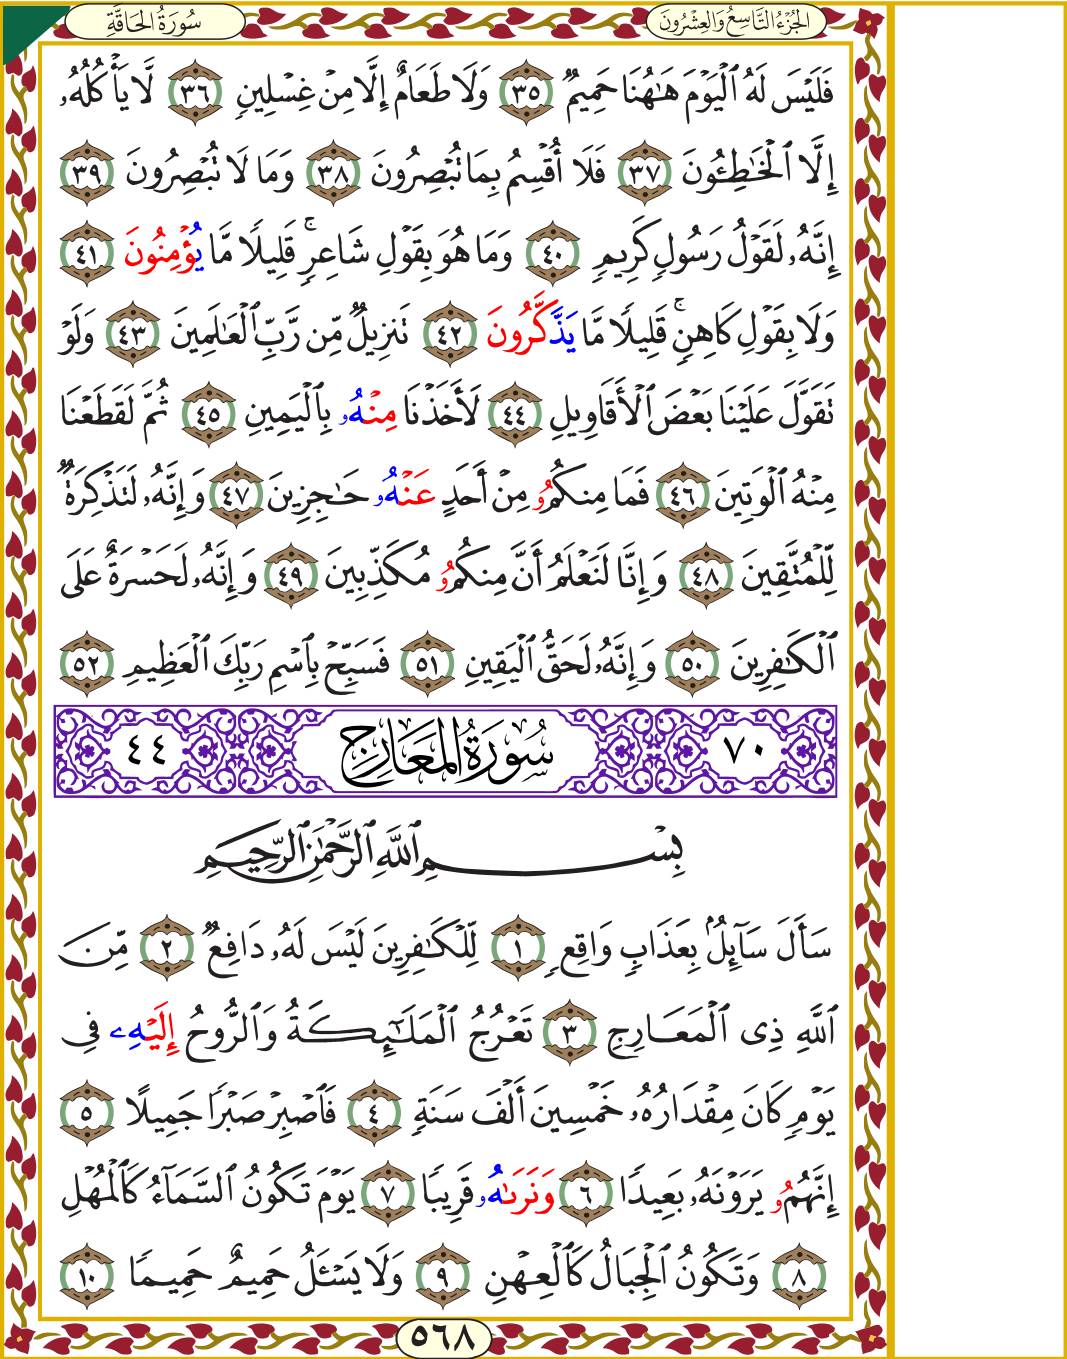 الجُزْءُ التَّاسِعُ وَالعِشْرُونَ
سُورَةُ الحَاقَّةِ
فَلَيْسَ لَهُ ٱلْيَوْمَ هَٰهُنَا حَمِيمٌ ٣٥ وَلَا طَعَامٌ إِلَّا مِنْ غِسْلِينٍ ٣٦ لَّا يَأْكُلُهُۥ
إِلَّا ٱلْخَٰطِـُٔونَ ٣٧ فَلَا أُقْسِمُ بِمَا تُبْصِرُونَ ٣٨ وَمَا لَا تُبْصِرُونَ ٣٩
إِنَّهُۥ لَقَوْلُ رَسُولٍ كَرِيمٍ ٤٠ وَمَا هُوَ بِقَوْلِ شَاعِرٍۚ قَلِيلًا مَّا يُؤْمِنُونَ ٤١
وَلَا بِقَوْلِ كَاهِنٍۚ قَلِيلًا مَّا يَذَّكَّرُونَ ٤٢ تَنزِيلٌ مِّن رَّبِّ ٱلْعَٰلَمِينَ ٤٣ وَلَوْ
تَقَوَّلَ عَلَيْنَا بَعْضَ ٱلْأَقَاوِيلِ ٤٤ لَأَخَذْنَا مِنْهُۥ بِٱلْيَمِينِ ٤٥ ثُمَّ لَقَطَعْنَا
مِنْهُ ٱلْوَتِينَ ٤٦ فَمَا مِنكُمُۥ مِنْ أَحَدٍ عَنْهُۥ حَٰجِزِينَ ٤٧ وَإِنَّهُۥ لَتَذْكِرَةٌ
لِّلْمُتَّقِينَ ٤٨ وَإِنَّا لَنَعْلَمُ أَنَّ مِنكُمُۥ مُكَذِّبِينَ ٤٩ وَإِنَّهُۥ لَحَسْرَةٌ عَلَى
ٱلْكَٰفِرِينَ ٥٠ وَإِنَّهُۥ لَحَقُّ ٱلْيَقِينِ ٥١ فَسَبِّحْ بِٱسْمِ رَبِّكَ ٱلْعَظِيمِ ٥٢
٧٠ سُورَةُ المَعَارِجِ ٤٤
بِسْمِ ٱللَّهِ ٱلرَّحْمَٰنِ ٱلرَّحِيمِ
سَأَلَ سَآئِلٌۢ بِعَذَابٍ وَاقِعٍ ١ لِّلْكَٰفِرِينَ لَيْسَ لَهُۥ دَافِعٌ ٢ مِّنَ
ٱللَّهِ ذِى ٱلْمَعَارِجِ ٣ تَعْرُجُ ٱلْمَلَٰٓئِكَةُ وَٱلرُّوحُ إِلَيْهِۦ فِى
يَوْمٍ كَانَ مِقْدَارُهُۥ خَمْسِينَ أَلْفَ سَنَةٍ ٤ فَٱصْبِرْ صَبْرًا جَمِيلًا ٥
إِنَّهُمُۥ يَرَوْنَهُۥ بَعِيدًا ٦ وَنَرَىٰهُۥ قَرِيبًا ٧ يَوْمَ تَكُونُ ٱلسَّمَآءُ كَٱلْمُهْلِ
٨ وَتَكُونُ ٱلْجِبَالُ كَٱلْعِهْنِ ٩ وَلَا يَسْـَٔلُ حَمِيمٌ حَمِيمًا ١٠
٥٦٨